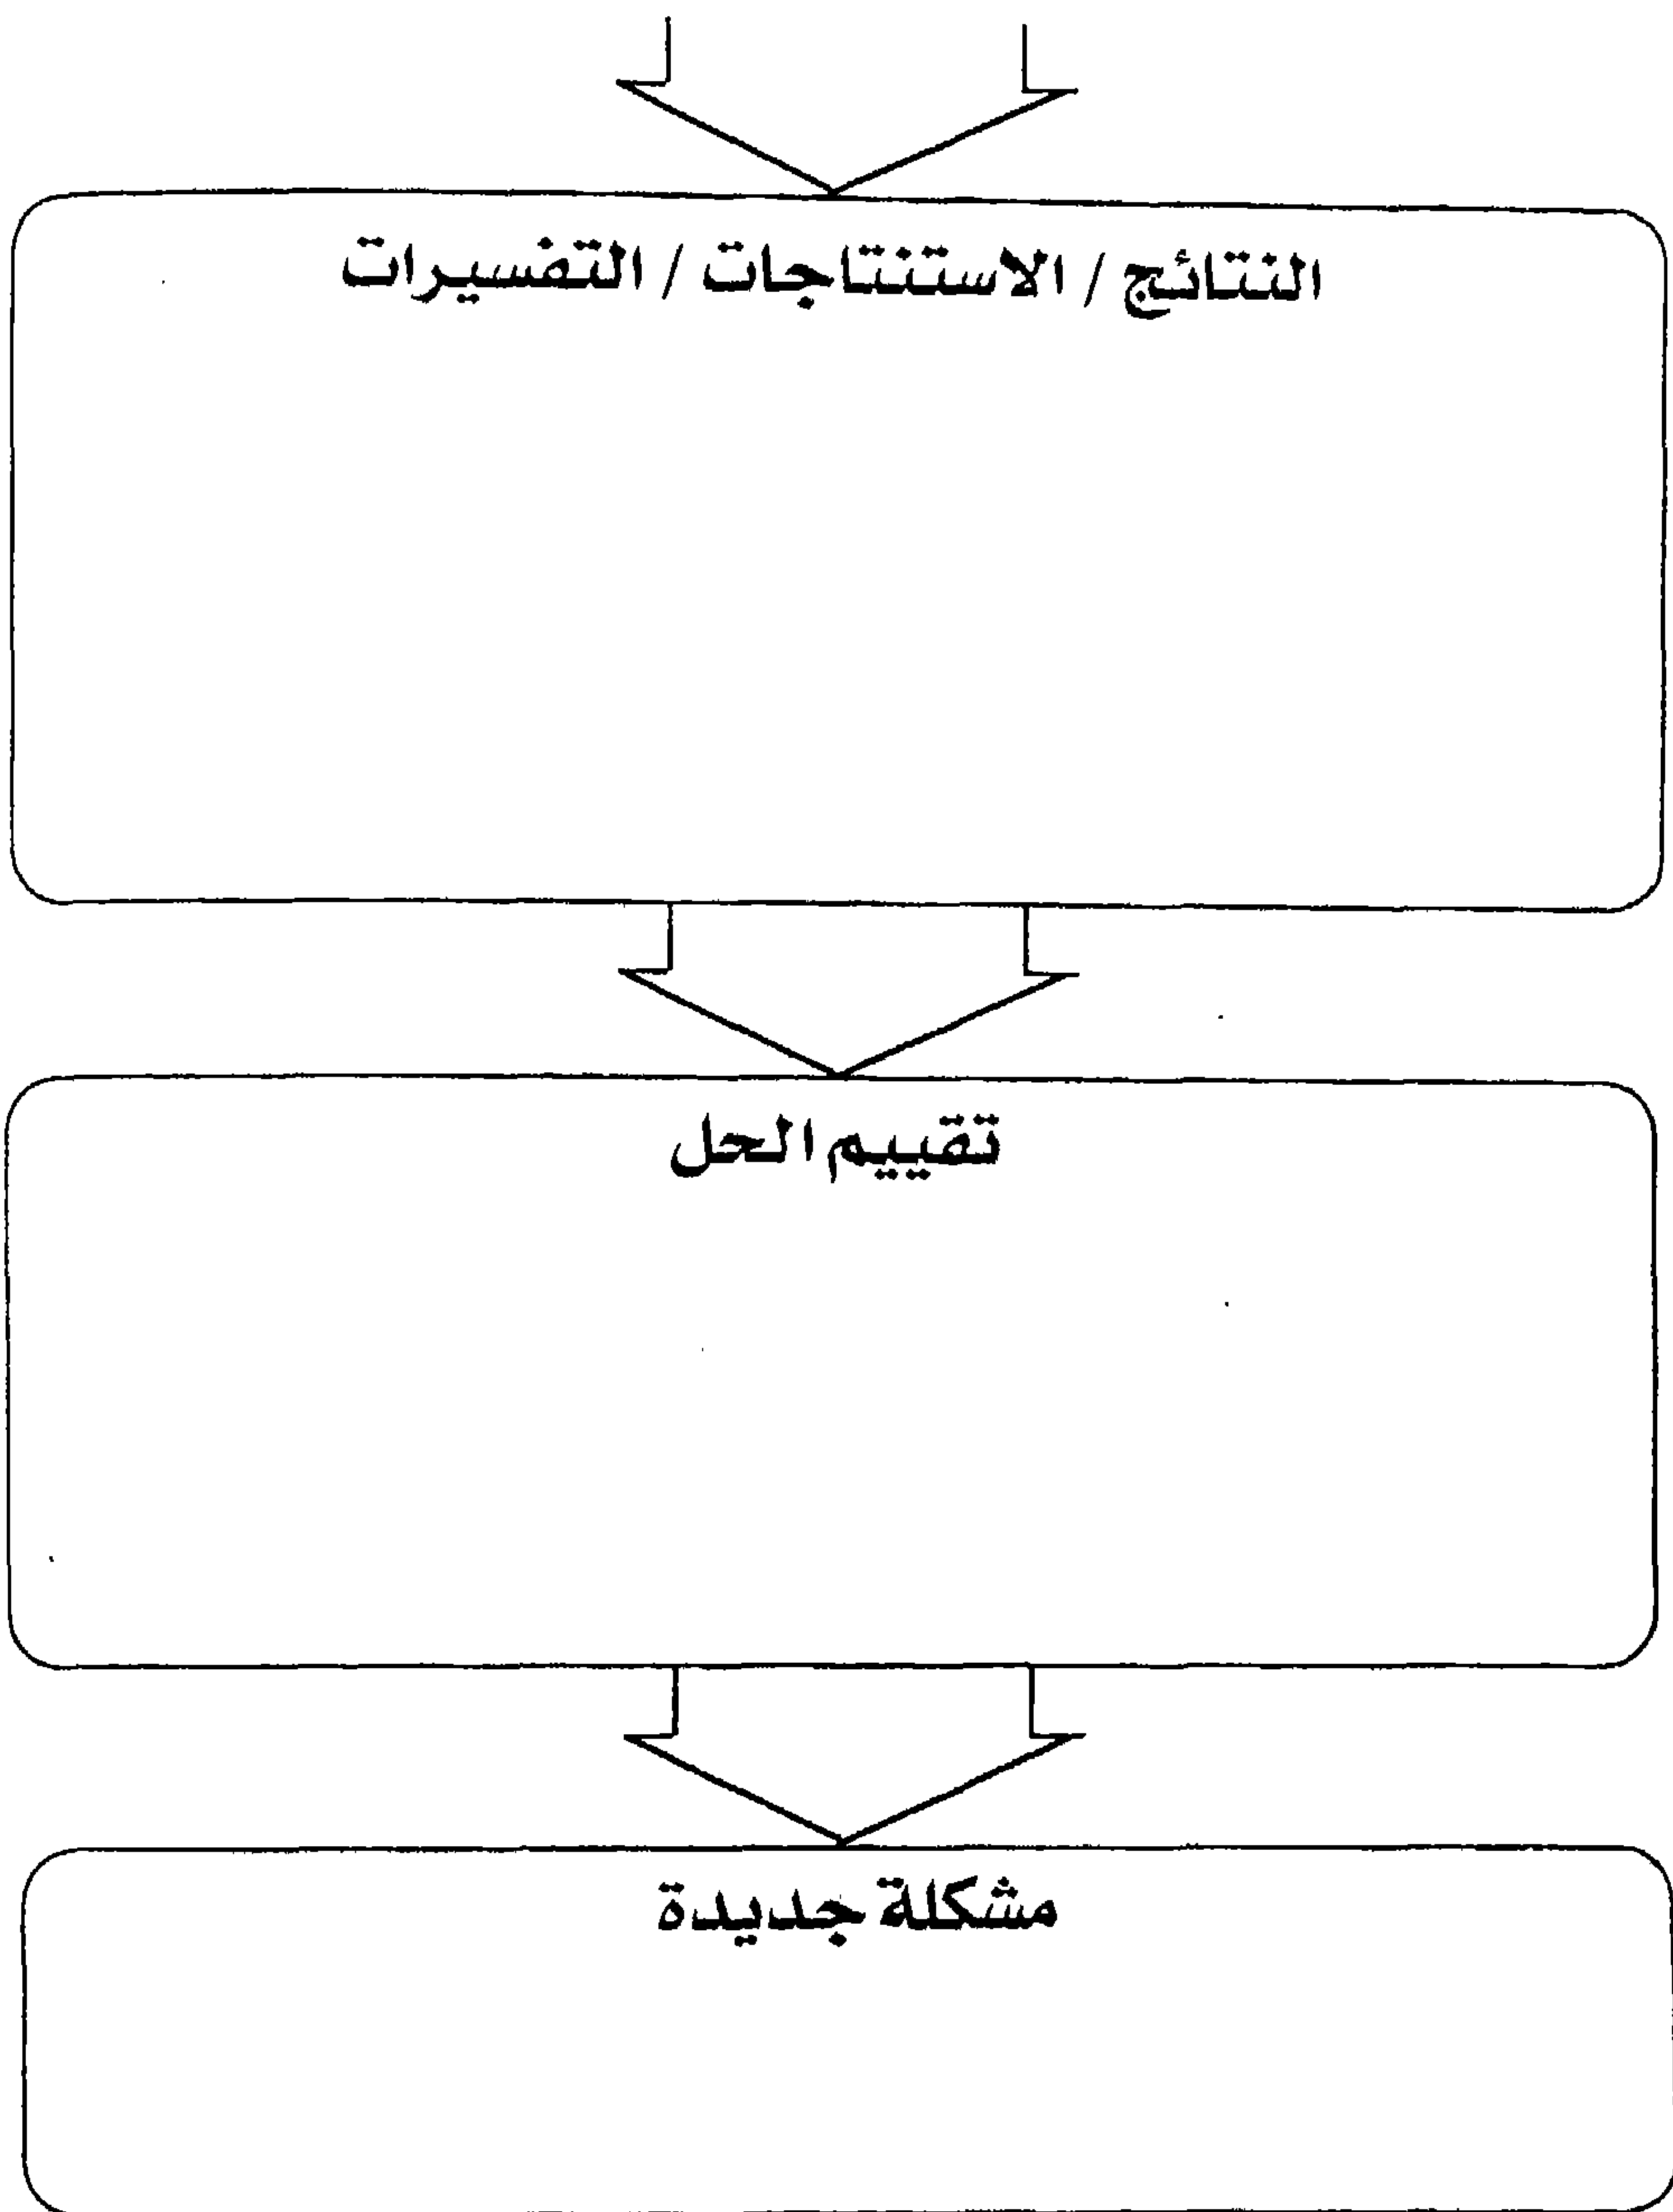 النتائج / الاستنتاجات / التفسيرات
تقييم الحل
مشكلة جديدة